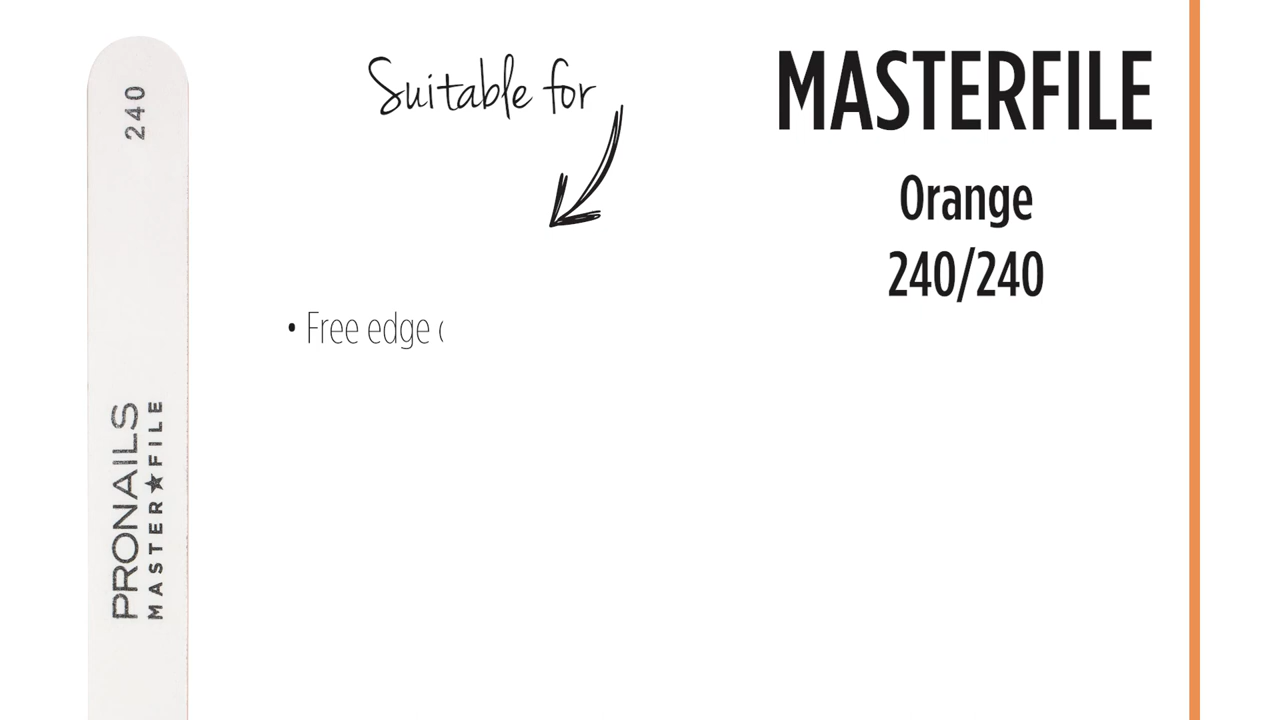 240
PRONAILS
MASTER★FILE
Suitable for
• Free edge
MASTERFILE
Orange
240/240